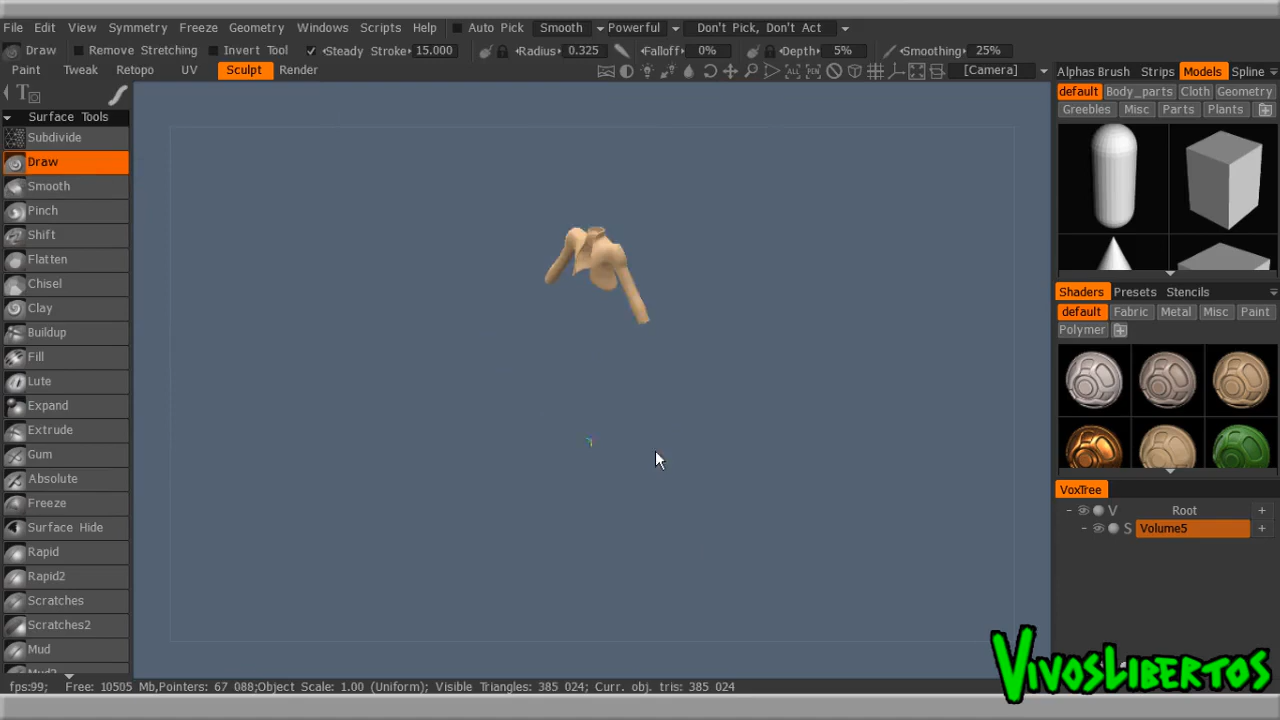 File Edit View Symmetry Freeze Geometry Windows Scripts Help Auto Pick Smooth Powerful Don't Pick, Don't Act
Draw Remove Stretching Invert Tool Steady Stroke 15.000 Radius 0.325 Falloff 0% Depth 5% Smoothing 25%
Paint Tweak Retopo UV Sculpt Render [Camera]
Surface Tools
Subdivide
Draw
Smooth
Pinch
Shift
Flatten
Chisel
Clay
Buildup
Fill
Lute
Expand
Extrude
Gum
Absolute
Freeze
Surface Hide
Rapid
Rapid2
Scratches
Scratches2
Mud
Mud2
Alphas Brush Strips Models Spline
default Body_parts Cloth Geometry
Greebles Misc Parts Plants
Shaders Presets Stencils
default Fabric Metal Misc Paint
Polymer
VoxTree
V Root +
S Volume5 +
VivosLibertos
fps:99; Free: 10505 Mb,Pointers: 67 088;Object Scale: 1.00 (Uniform); Visible Triangles: 385 024; Curr. obj. tris: 385 024